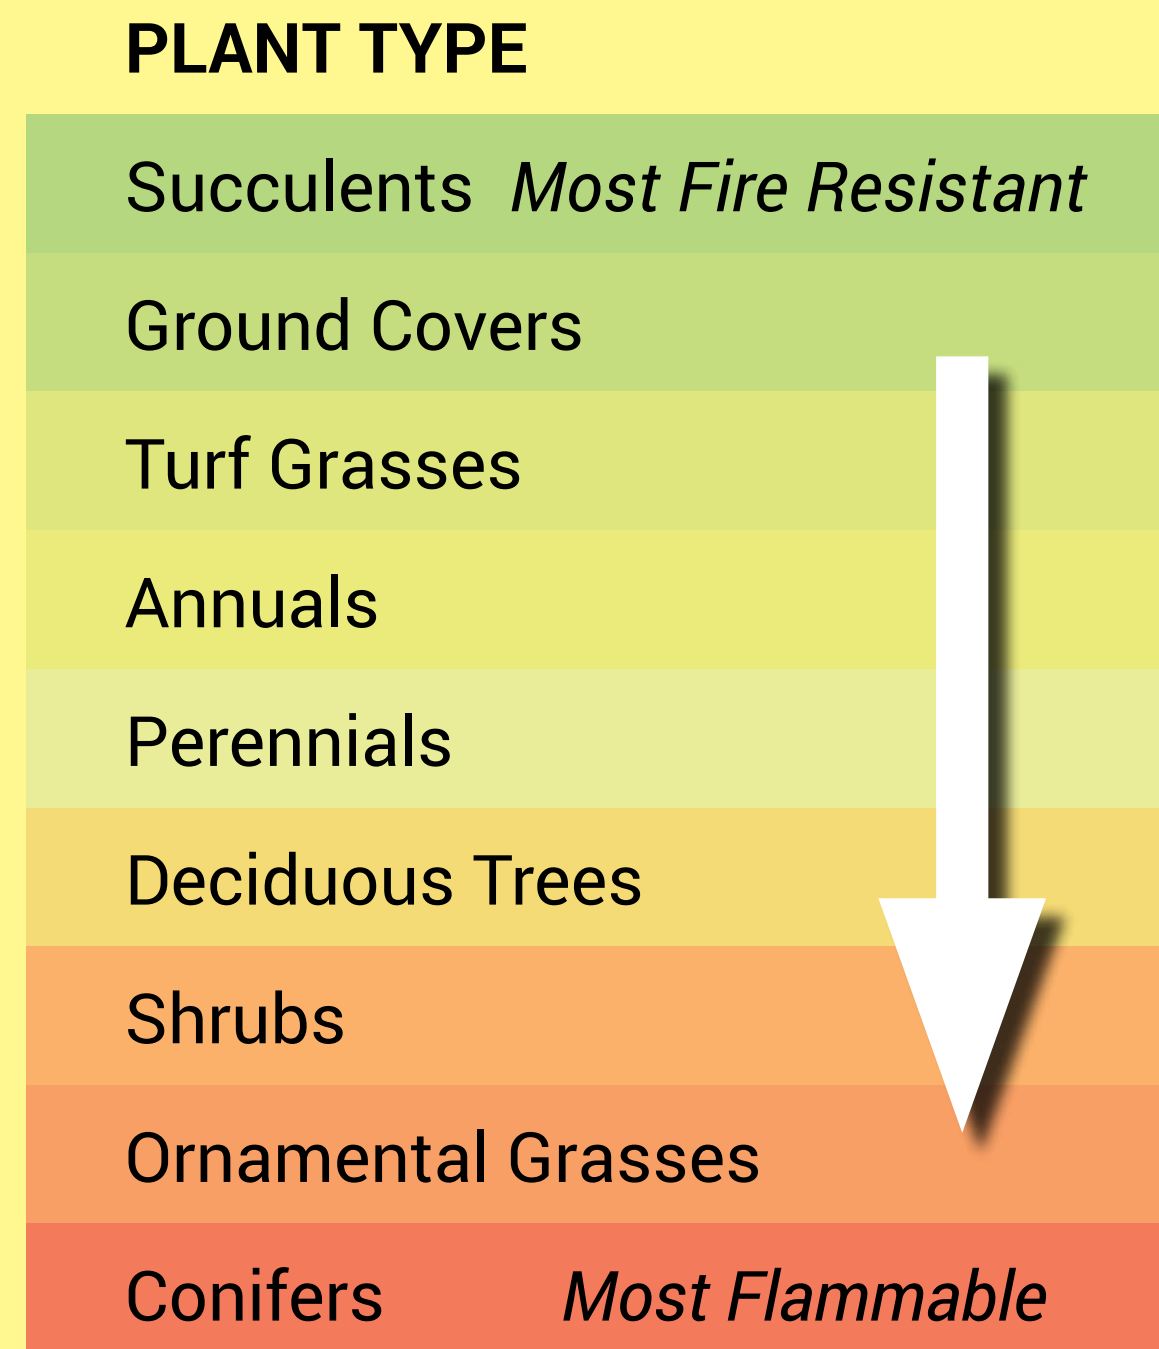 PLANT TYPE
Succulents Most Fire Resistant
Ground Covers
Turf Grasses
Annuals
Perennials
Deciduous Trees
Shrubs
Ornamental Grasses
Conifers Most Flammable